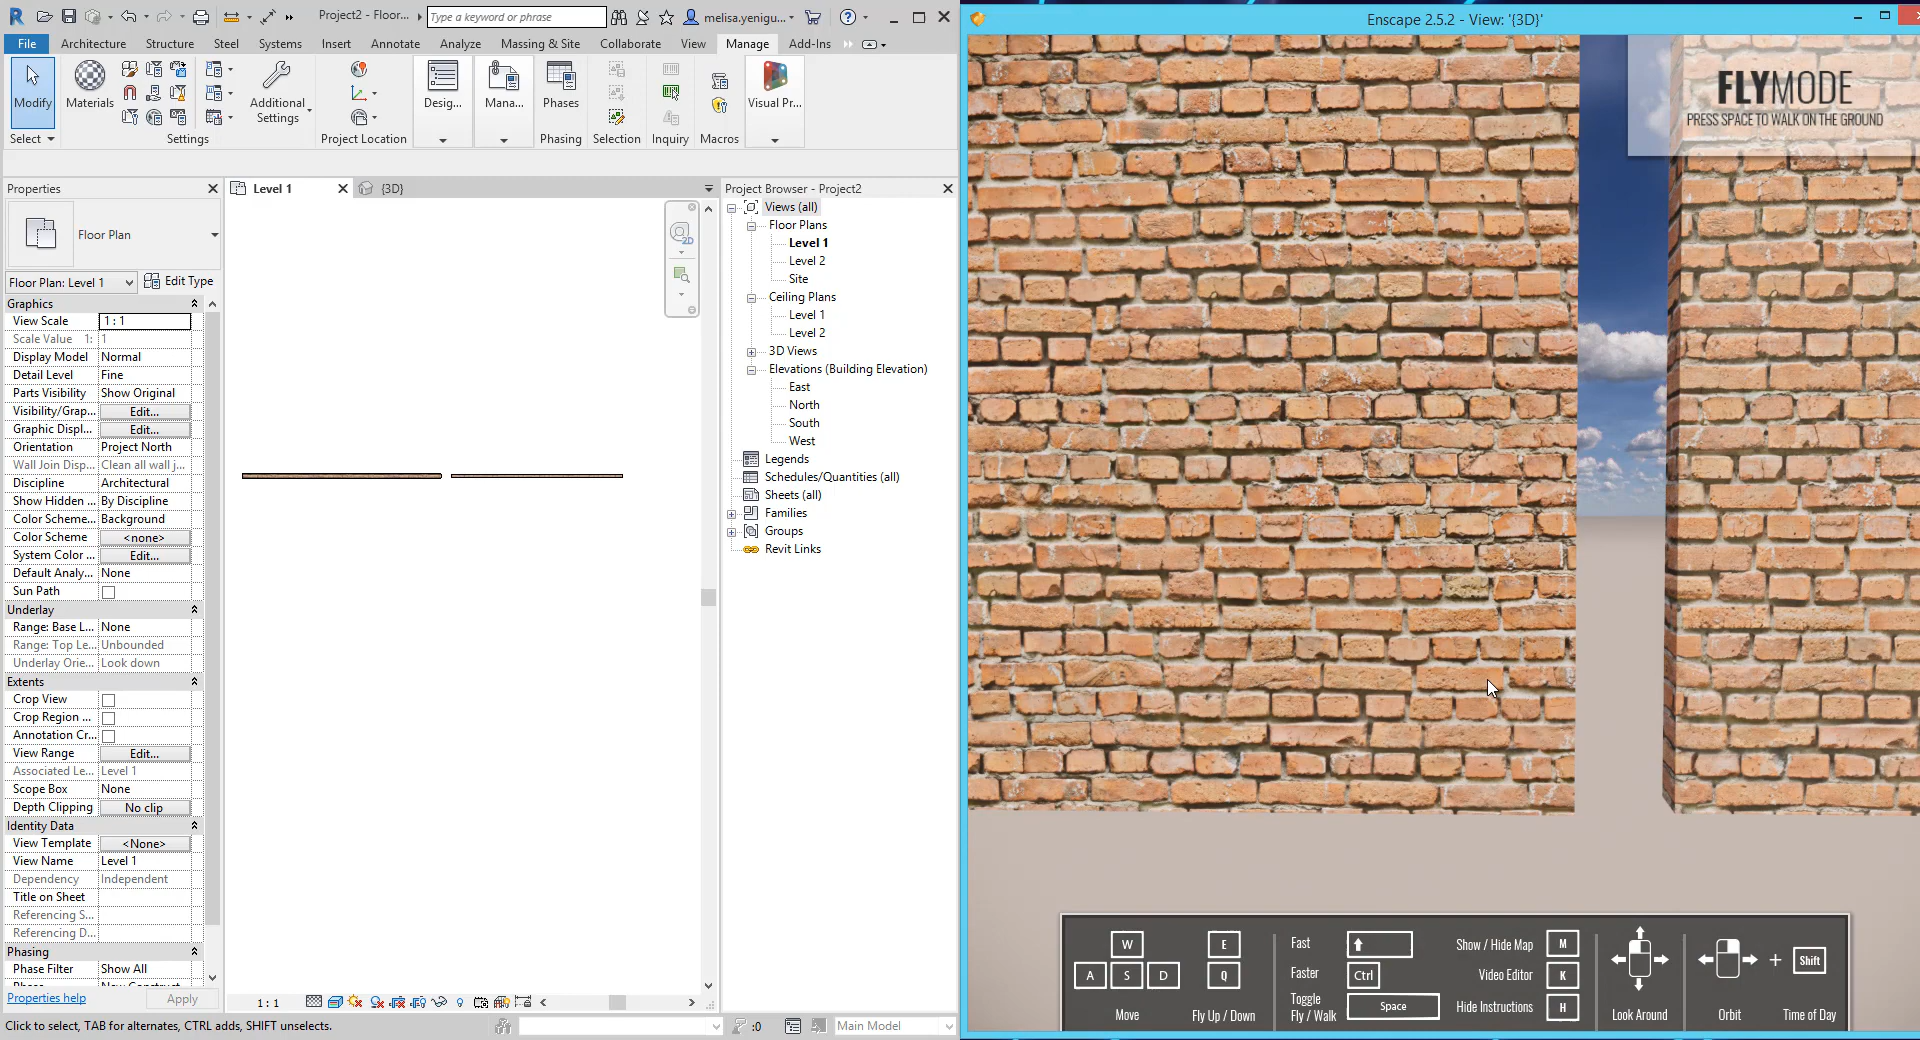 Project2 - Floor...
Type a keyword or phrase
melisa.yenigu...
File
Architecture
Structure
Steel
Systems
Insert
Annotate
Analyze
Massing & Site
Collaborate
View
Manage
Add-Ins
Modify
Materials
Additional
Settings
Desig...
Mana...
Phases
Visual Pr...
Select
Settings
Project Location
Phasing
Selection
Inquiry
Macros
Properties
Floor Plan
Floor Plan: Level 1
Edit Type
Graphics
View Scale 1 : 1
Scale Value 1: 1
Display Model Normal
Detail Level Fine
Parts Visibility Show Original
Visibility/Grap... Edit...
Graphic Displ... Edit...
Orientation Project North
Wall Join Disp... Clean all wall j...
Discipline Architectural
Show Hidden ... By Discipline
Color Scheme... Background
Color Scheme <none>
System Color ... Edit...
Default Analy... None
Sun Path
Underlay
Range: Base L... None
Range: Top Le... Unbounded
Underlay Orie... Look down
Extents
Crop View
Crop Region ...
Annotation Cr...
View Range Edit...
Associated Le... Level 1
Scope Box None
Depth Clipping No clip
Identity Data
View Template <None>
View Name Level 1
Dependency Independent
Title on Sheet
Referencing S...
Referencing D...
Phasing
Phase Filter Show All
Properties help
Apply
Level 1
{3D}
2D
1 : 1
Project Browser - Project2
Views (all)
Floor Plans
Level 1
Level 2
Site
Ceiling Plans
Level 1
Level 2
3D Views
Elevations (Building Elevation)
East
North
South
West
Legends
Schedules/Quantities (all)
Sheets (all)
Families
Groups
Revit Links
Click to select, TAB for alternates, CTRL adds, SHIFT unselects.
:0
Main Model
Enscape 2.5.2 - View: '{3D}'
FLYMODE
PRESS SPACE TO WALK ON THE GROUND
W
A
S
D
Move
E
Q
Fly Up / Down
Fast
Faster
Ctrl
Toggle
Fly / Walk
Space
Show / Hide Map
M
Video Editor
K
Hide Instructions
H
Look Around
Orbit
+
Shift
Time of Day